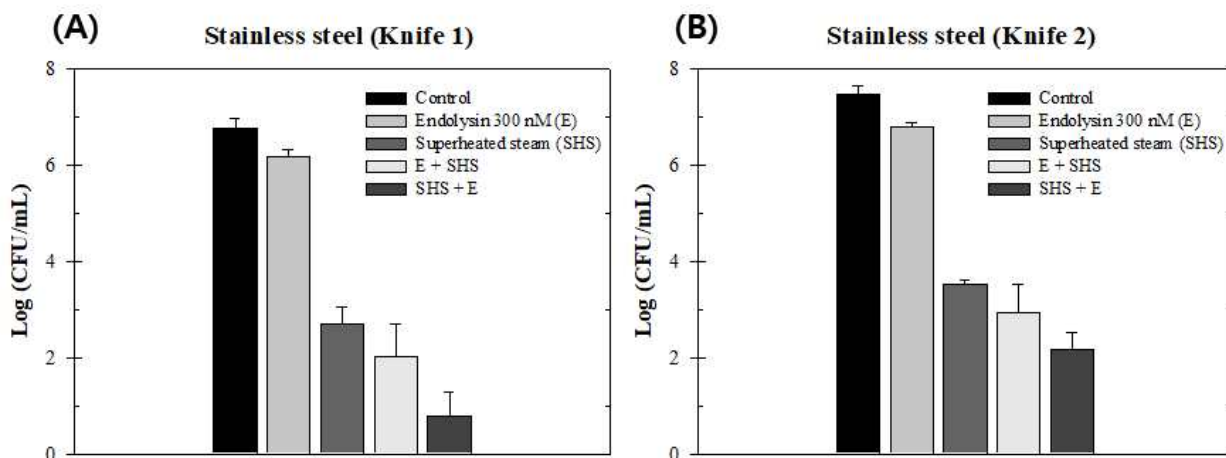 (A)
Stainless steel (Knife 1)
Log (CFU/mL)
8
6
4
2
0
Control
Endolysin 300 nM (E)
Superheated steam (SHS)
E + SHS
SHS + E
(B)
Stainless steel (Knife 2)
Log (CFU/mL)
8
6
4
2
0
Control
Endolysin 300 nM (E)
Superheated steam (SHS)
E + SHS
SHS + E